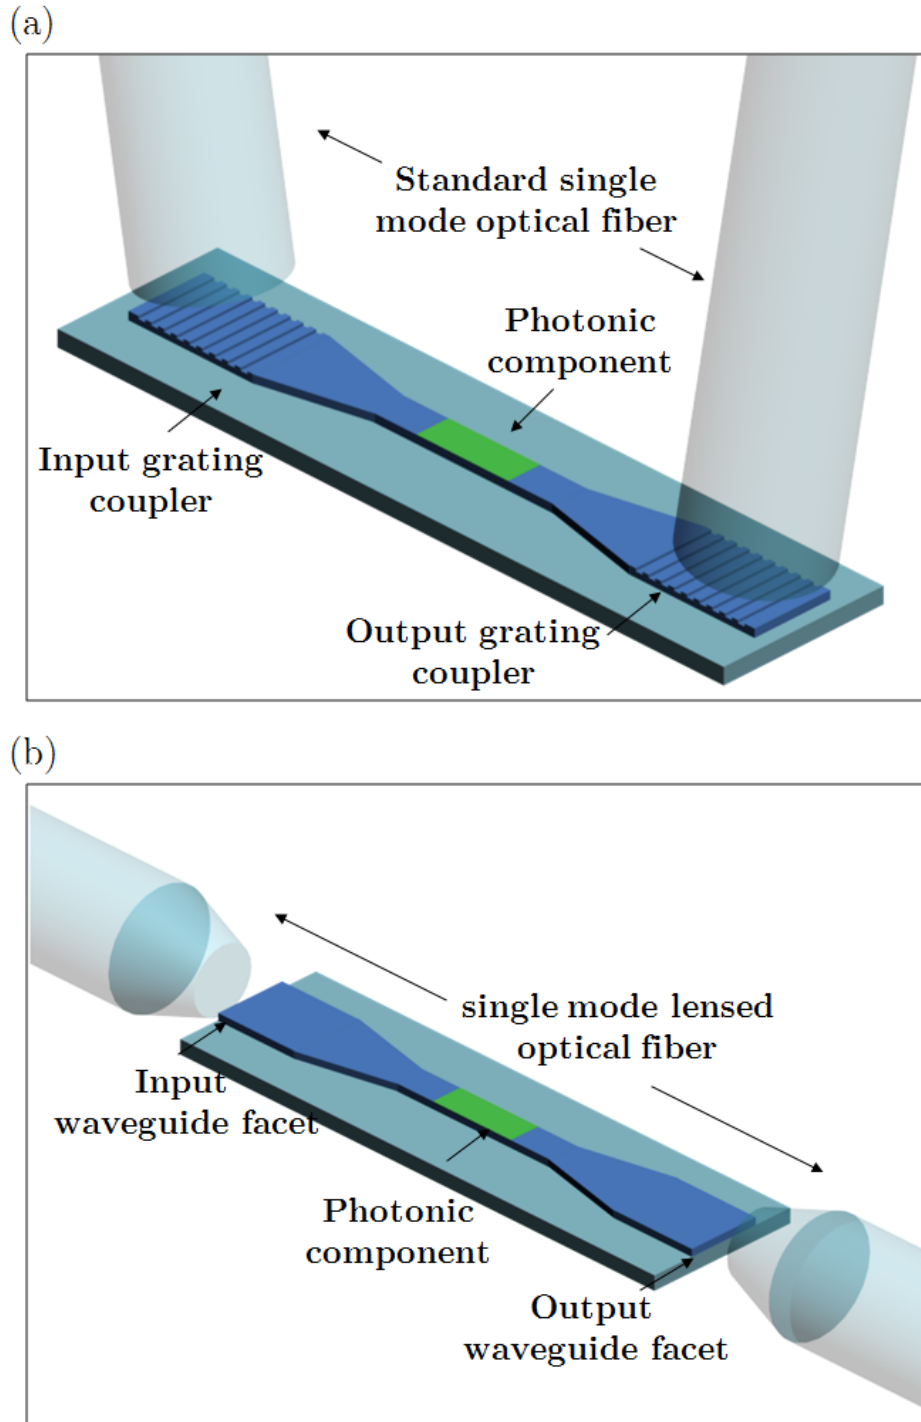 (a)
Standard single
mode optical fiber
Photonic
component
Input grating
coupler
Output grating
coupler
(b)
single mode lensed
optical fiber
Input
waveguide facet
Photonic
component
Output
waveguide facet